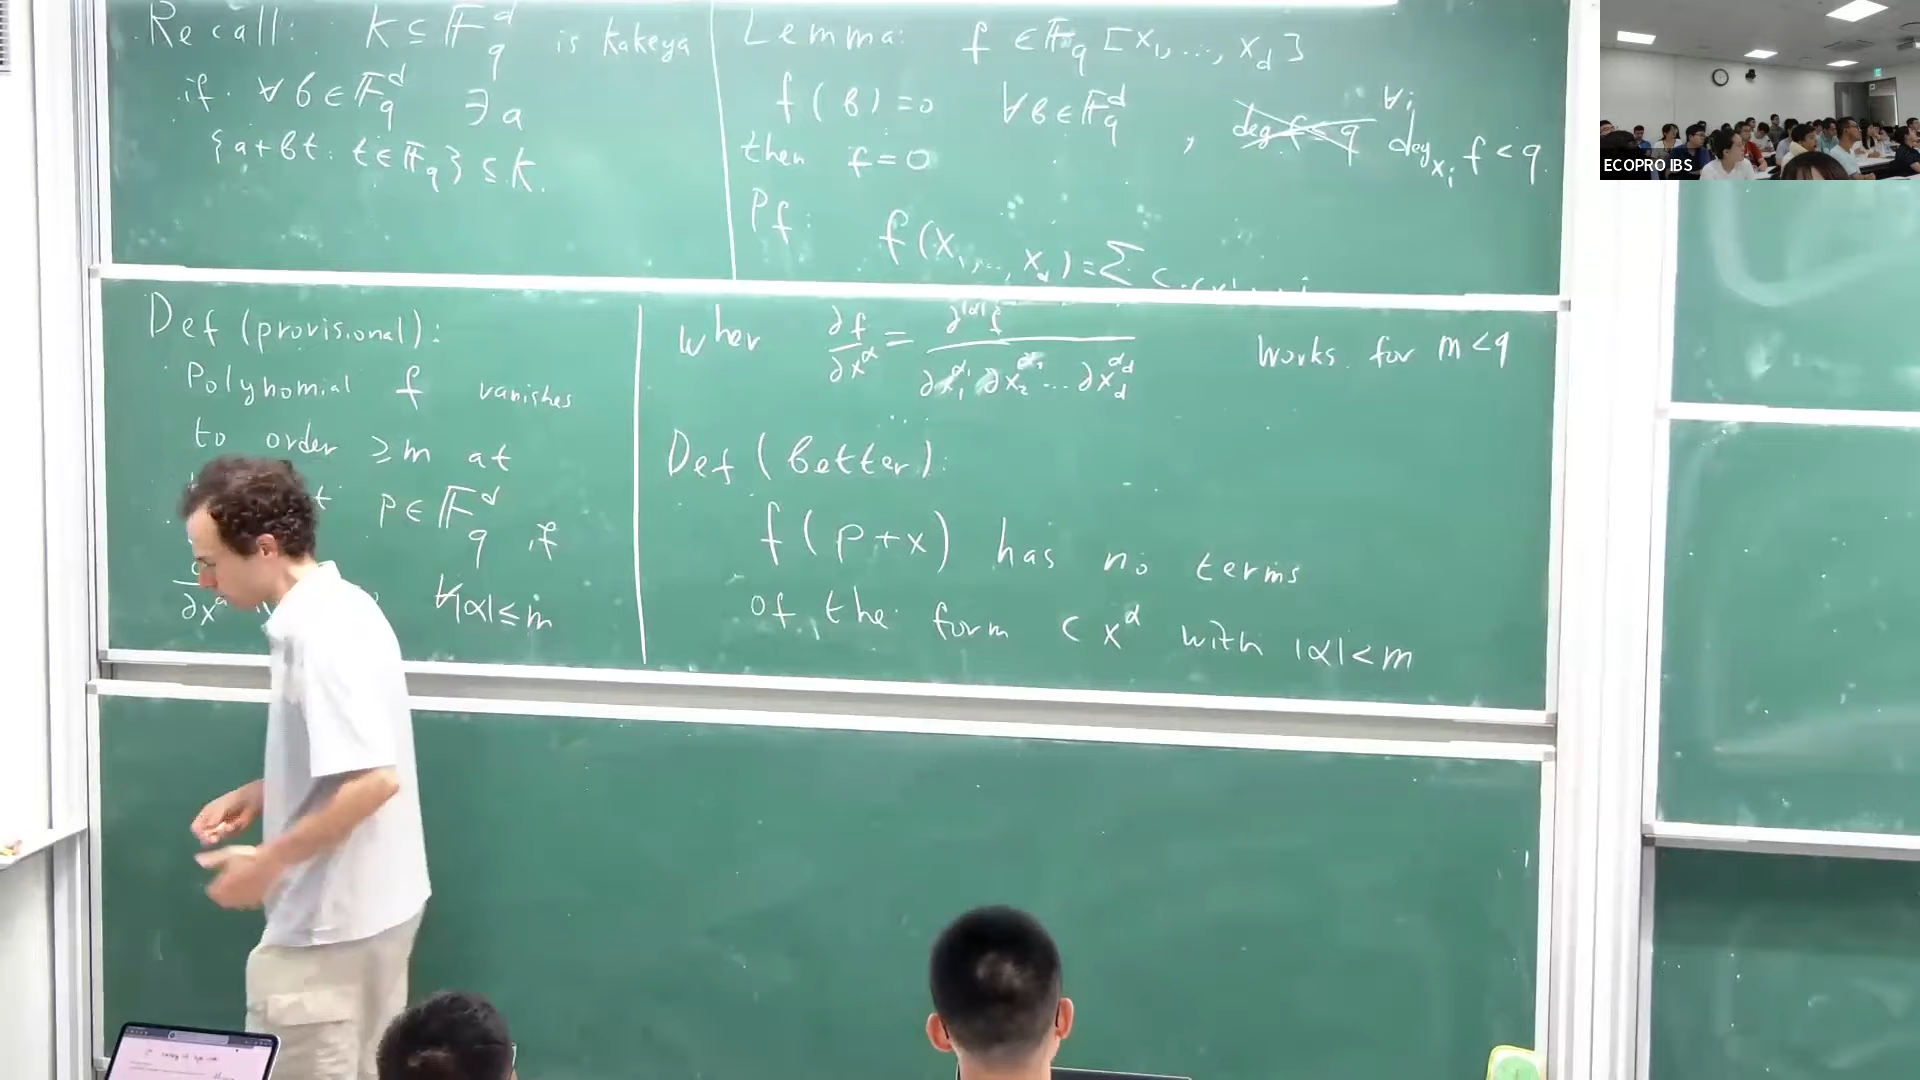 Recall: K ⊆ F_q^d is Kakeya
if ∀b∈F_q^d ∃a
{a+bt: t∈F_q} ⊆ K.
Lemma: f ∈ F_q[x_1,..., x_d]
f(b)=0 ∀b∈F_q^d , deg f < q ∀i deg_{x_i} f < q.
then f=0
Pf: f(x_1,..., x_d) = Σ
Def (provisional):
Polynomial f vanishes
to order ≥m at
p∈F_q^d if
∂x^α ∀|α|≤m
wher ∂f/∂x^α = ∂^{|α|}f / ∂x_1^{α_1} ∂x_2^{α_2} ... ∂x_d^{α_d} Works for m<q
Def (better):
f(p+x) has no terms
of the form c x^α with |α|<m
ECOPRO IBS